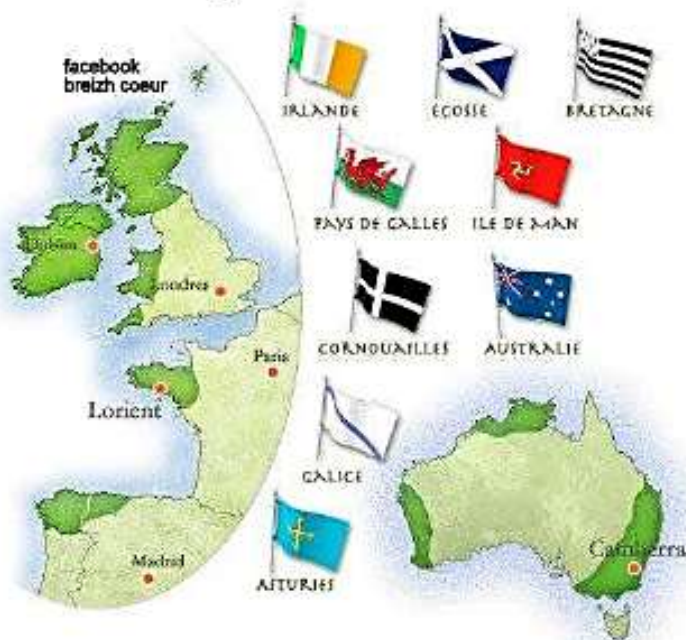 facebook
breizh coeur
IRLANDE
ÉCOSSE
BRETAGNE
PAYS DE GALLES
ILE DE MAN
Londres
CORNOUAILLES
AUSTRALIE
Paris
Lorient
GALICE
Canberra
Madrid
ASTURIES